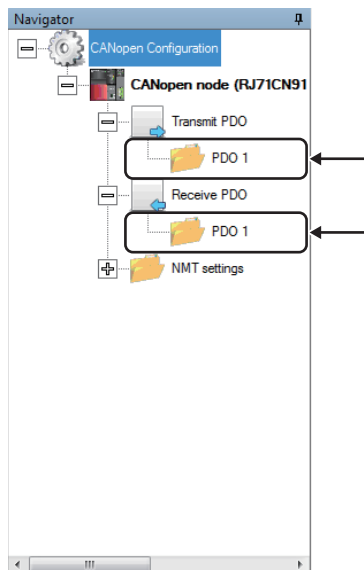 Navigator
CANopen Configuration
CANopen node (RJ71CN91
Transmit PDO
PDO 1
Receive PDO
PDO 1
NMT settings